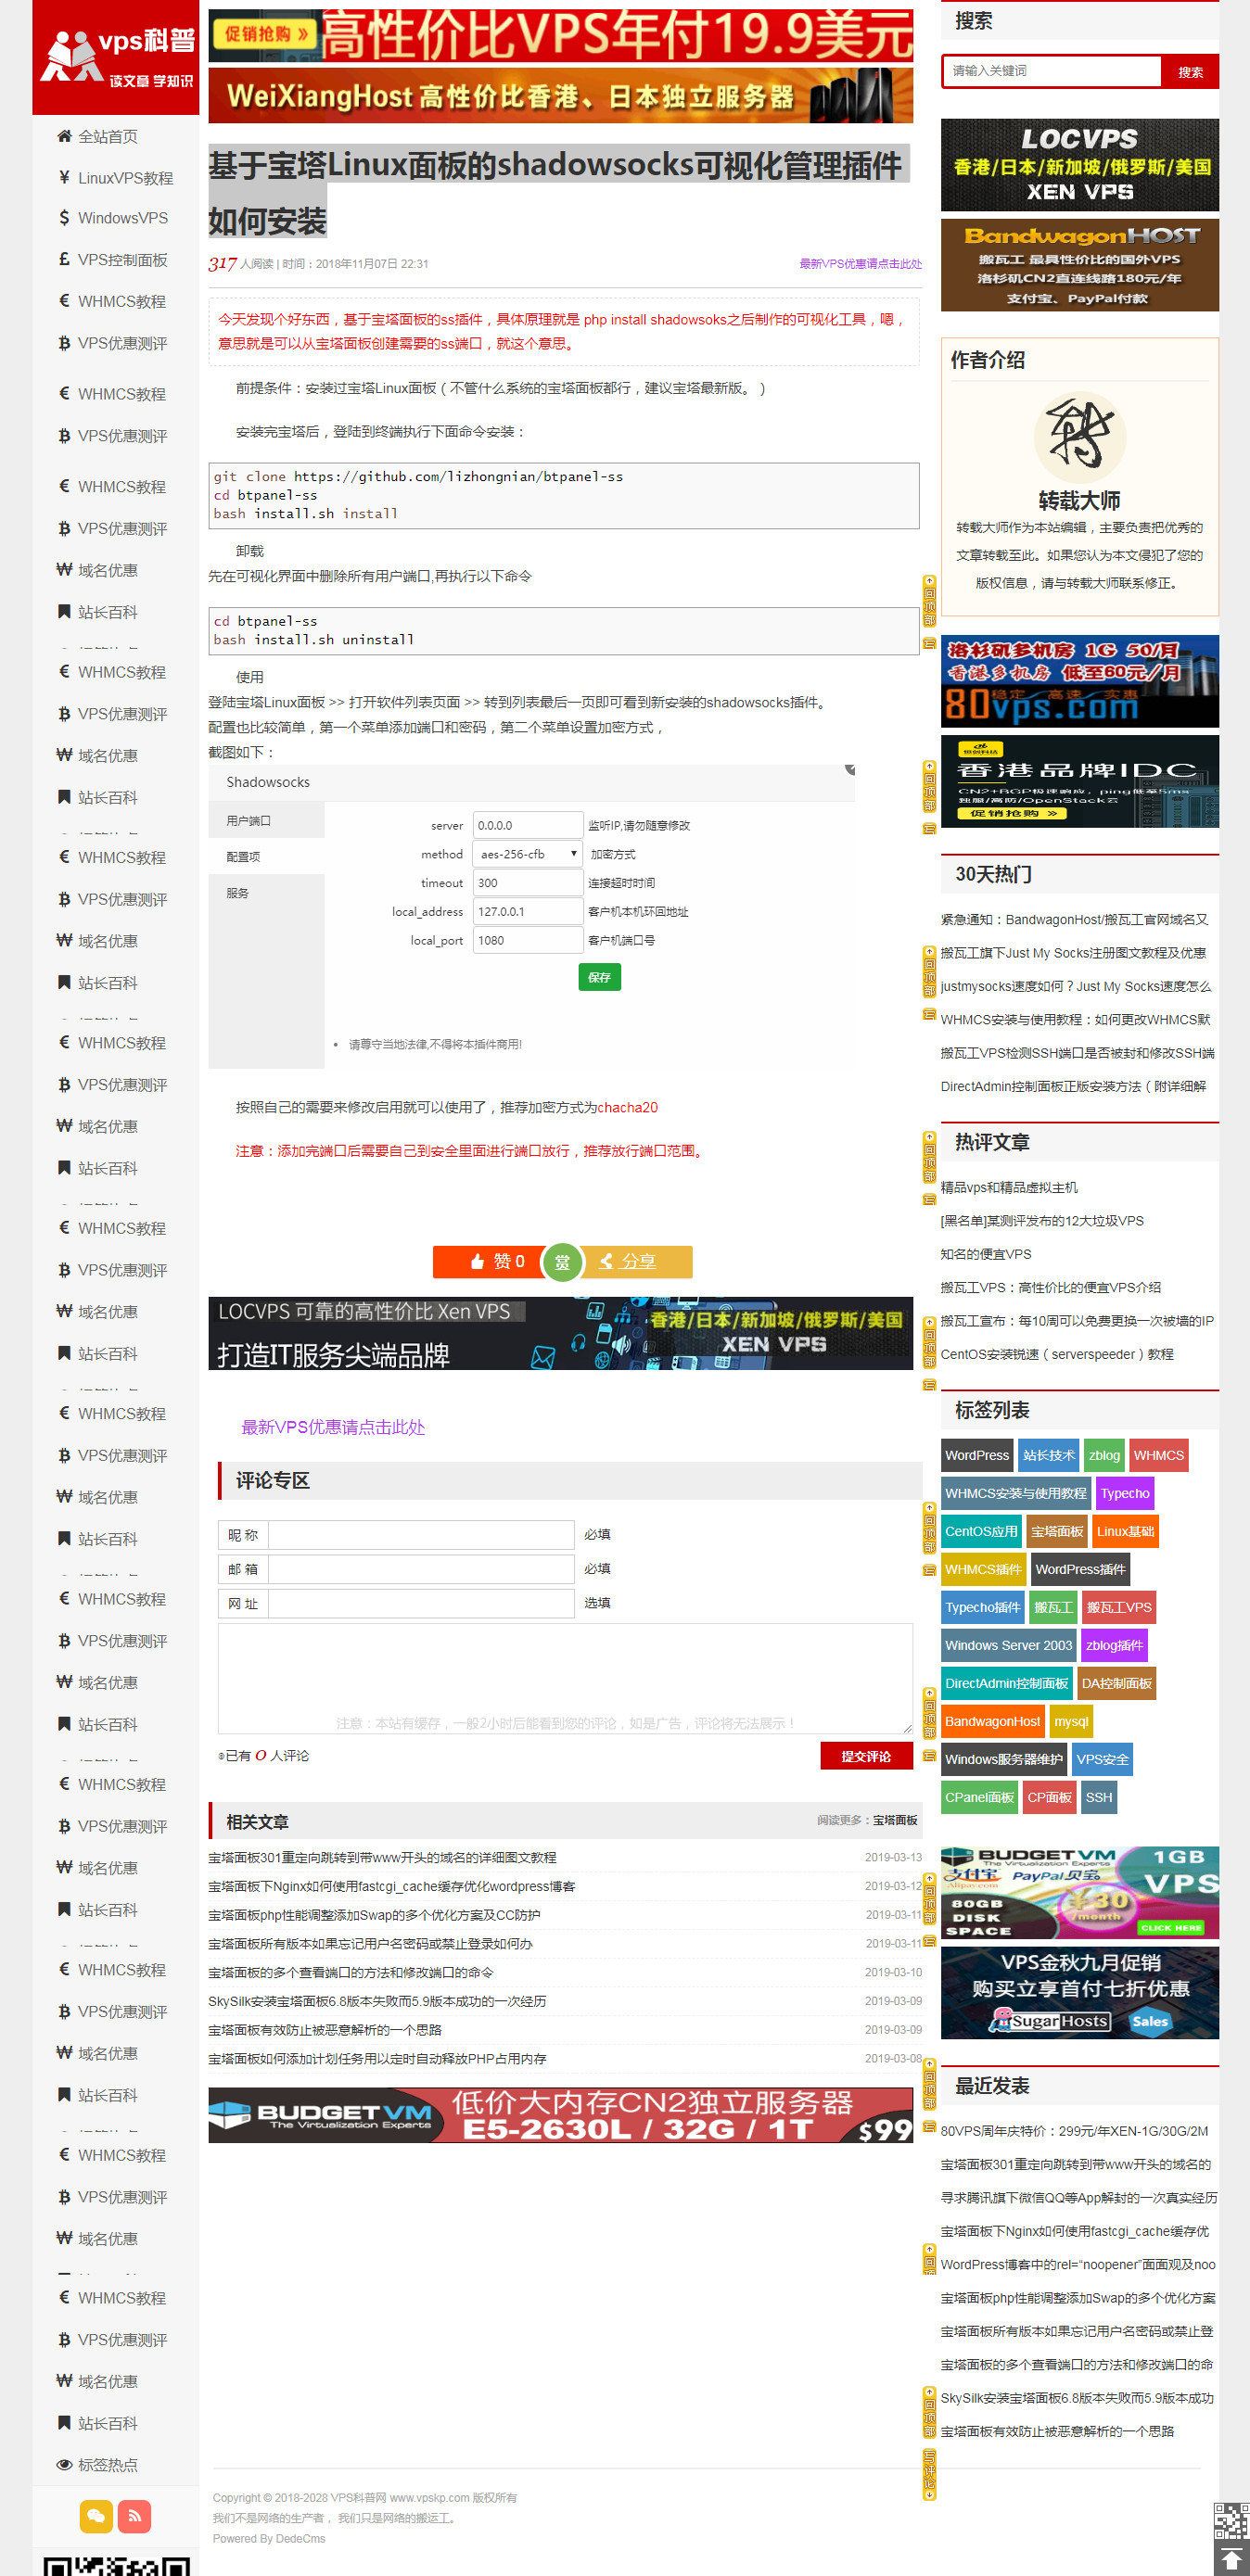 vps科普
读文章 学知识
全站首页
LinuxVPS教程
WindowsVPS
VPS控制面板
WHMCS教程
VPS优惠测评
WHMCS教程
VPS优惠测评
WHMCS教程
VPS优惠测评
域名优惠
站长百科
WHMCS教程
VPS优惠测评
域名优惠
站长百科
WHMCS教程
VPS优惠测评
域名优惠
站长百科
WHMCS教程
VPS优惠测评
域名优惠
站长百科
WHMCS教程
VPS优惠测评
域名优惠
站长百科
WHMCS教程
VPS优惠测评
域名优惠
站长百科
WHMCS教程
VPS优惠测评
域名优惠
站长百科
WHMCS教程
VPS优惠测评
域名优惠
站长百科
WHMCS教程
VPS优惠测评
域名优惠
站长百科
WHMCS教程
VPS优惠测评
域名优惠
WHMCS教程
VPS优惠测评
域名优惠
站长百科
标签热点
促销抢购 » 高性价比VPS年付19.9美元
WeiXiangHost 高性价比香港、日本独立服务器
基于宝塔Linux面板的shadowsocks可视化管理插件
如何安装
317 人阅读 | 时间：2018年11月07日 22:31
最新VPS优惠请点击此处
今天发现个好东西，基于宝塔面板的ss插件，具体原理就是 php install shadowsoks之后制作的可视化工具，嗯，
意思就是可以从宝塔面板创建需要的ss端口，就这个意思。
前提条件：安装过宝塔Linux面板（不管什么系统的宝塔面板都行，建议宝塔最新版。）
安装完宝塔后，登陆到终端执行下面命令安装：
git clone https://github.com/lizhongnian/btpanel-ss
cd btpanel-ss
bash install.sh install
卸载
先在可视化界面中删除所有用户端口,再执行以下命令
cd btpanel-ss
bash install.sh uninstall
使用
登陆宝塔Linux面板 >> 打开软件列表页面 >> 转到列表最后一页即可看到新安装的shadowsocks插件。
配置也比较简单，第一个菜单添加端口和密码，第二个菜单设置加密方式，
截图如下：
Shadowsocks
用户端口
配置项
服务
server 0.0.0.0 监听IP,请勿随意修改
method aes-256-cfb 加密方式
timeout 300 连接超时时间
local_address 127.0.0.1 客户机本机环回地址
local_port 1080 客户机端口号
保存
• 请尊守当地法律,不得将本插件商用!
按照自己的需要来修改启用就可以使用了，推荐加密方式为chacha20
注意：添加完端口后需要自己到安全里面进行端口放行，推荐放行端口范围。
赞 0
赏
分享
LOCVPS 可靠的高性价比 Xen VPS
打造IT服务尖端品牌
香港/日本/新加坡/俄罗斯/美国
XEN VPS
最新VPS优惠请点击此处
评论专区
昵 称 必填
邮 箱 必填
网 址 选填
注意：本站有缓存，一般2小时后能看到您的评论，如是广告，评论将无法展示！
已有 0 人评论
提交评论
相关文章
阅读更多：宝塔面板
宝塔面板301重定向跳转到带www开头的域名的详细图文教程 2019-03-13
宝塔面板下Nginx如何使用fastcgi_cache缓存优化wordpress博客 2019-03-12
宝塔面板php性能调整添加Swap的多个优化方案及CC防护 2019-03-11
宝塔面板所有版本如果忘记用户名密码或禁止登录如何办 2019-03-11
宝塔面板的多个查看端口的方法和修改端口的命令 2019-03-10
SkySilk安装宝塔面板6.8版本失败而5.9版本成功的一次经历 2019-03-09
宝塔面板有效防止被恶意解析的一个思路 2019-03-09
宝塔面板如何添加计划任务用以定时自动释放PHP占用内存 2019-03-08
BUDGETVM
The Virtualization Experts
低价大内存CN2独立服务器
E5-2630L / 32G / 1T
$99
Copyright © 2018-2028 VPS科普网 www.vpskp.com 版权所有
我们不是网络的生产者， 我们只是网络的搬运工。
Powered By DedeCms
回顶部
写评论
搜索
请输入关键词
搜索
LOCVPS
香港/日本/新加坡/俄罗斯/美国
XEN VPS
BandwagonHOST
搬瓦工 最具性价比的国外VPS
洛杉矶CN2直连线路180元/年
支付宝、PayPal付款
作者介绍
转载大师
转载大师作为本站编辑，主要负责把优秀的
文章转载至此。如果您认为本文侵犯了您的
版权信息，请与转载大师联系修正。
洛杉矶多机房 1G 50/月
香港多机房 低至60元/月
稳定 高速 实惠
80vps.com
香港品牌IDC
CN2+BGP极速响应，ping低至5ms
独服/高防/OpenStack云
促销抢购 »
30天热门
紧急通知：BandwagonHost/搬瓦工官网域名又
搬瓦工旗下Just My Socks注册图文教程及优惠
justmysocks速度如何？Just My Socks速度怎么
WHMCS安装与使用教程：如何更改WHMCS默
搬瓦工VPS检测SSH端口是否被封和修改SSH端
DirectAdmin控制面板正版安装方法（附详细解
热评文章
精品vps和精品虚拟主机
[黑名单]某测评发布的12大垃圾VPS
知名的便宜VPS
搬瓦工VPS：高性价比的便宜VPS介绍
搬瓦工宣布：每10周可以免费更换一次被墙的IP
CentOS安装锐速（serverspeeder）教程
标签列表
WordPress 站长技术 zblog WHMCS
WHMCS安装与使用教程 Typecho
CentOS应用 宝塔面板 Linux基础
WHMCS插件 WordPress插件
Typecho插件 搬瓦工 搬瓦工VPS
Windows Server 2003 zblog插件
DirectAdmin控制面板 DA控制面板
BandwagonHost mysql
Windows服务器维护 VPS安全
CPanel面板 CP面板 SSH
BUDGETVM
The Virtualization Experts
支付宝 Alipay.com
PayPal 贝宝
1GB
VPS
80GB
DISK
SPACE
¥30
/month
CLICK HERE
VPS金秋九月促销
购买立享首付七折优惠
SugarHosts
Sales
最近发表
80VPS周年庆特价：299元/年XEN-1G/30G/2M
宝塔面板301重定向跳转到带www开头的域名的
寻求腾讯旗下微信QQ等App解封的一次真实经历
宝塔面板下Nginx如何使用fastcgi_cache缓存优
WordPress博客中的rel=“noopener”面面观及noo
宝塔面板php性能调整添加Swap的多个优化方案
宝塔面板所有版本如果忘记用户名密码或禁止登
宝塔面板的多个查看端口的方法和修改端口的命
SkySilk安装宝塔面板6.8版本失败而5.9版本成功
宝塔面板有效防止被恶意解析的一个思路